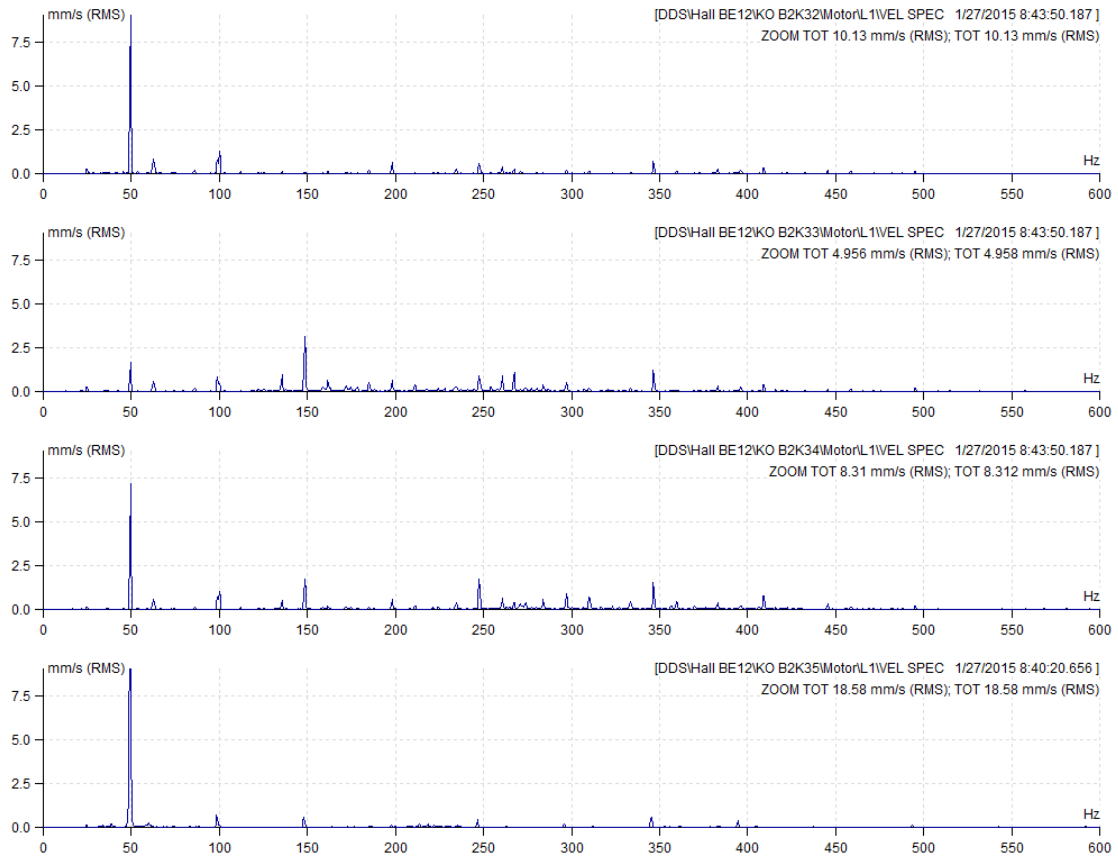 mm/s (RMS) [DDS\Hall BE12\KO B2K32\Motor\L1\VEL SPEC 1/27/2015 8:43:50.187 ]
ZOOM TOT 10.13 mm/s (RMS); TOT 10.13 mm/s (RMS)
7.5
5.0
2.5
Hz
0.0
0 50 100 150 200 250 300 350 400 450 500 550 600
mm/s (RMS) [DDS\Hall BE12\KO B2K33\Motor\L1\VEL SPEC 1/27/2015 8:43:50.187 ]
ZOOM TOT 4.956 mm/s (RMS); TOT 4.958 mm/s (RMS)
7.5
5.0
2.5
Hz
0.0
0 50 100 150 200 250 300 350 400 450 500 550 600
mm/s (RMS) [DDS\Hall BE12\KO B2K34\Motor\L1\VEL SPEC 1/27/2015 8:43:50.187 ]
ZOOM TOT 8.31 mm/s (RMS); TOT 8.312 mm/s (RMS)
7.5
5.0
2.5
Hz
0.0
0 50 100 150 200 250 300 350 400 450 500 550 600
mm/s (RMS) [DDS\Hall BE12\KO B2K35\Motor\L1\VEL SPEC 1/27/2015 8:40:20.656 ]
ZOOM TOT 18.58 mm/s (RMS); TOT 18.58 mm/s (RMS)
7.5
5.0
2.5
Hz
0.0
0 50 100 150 200 250 300 350 400 450 500 550 600